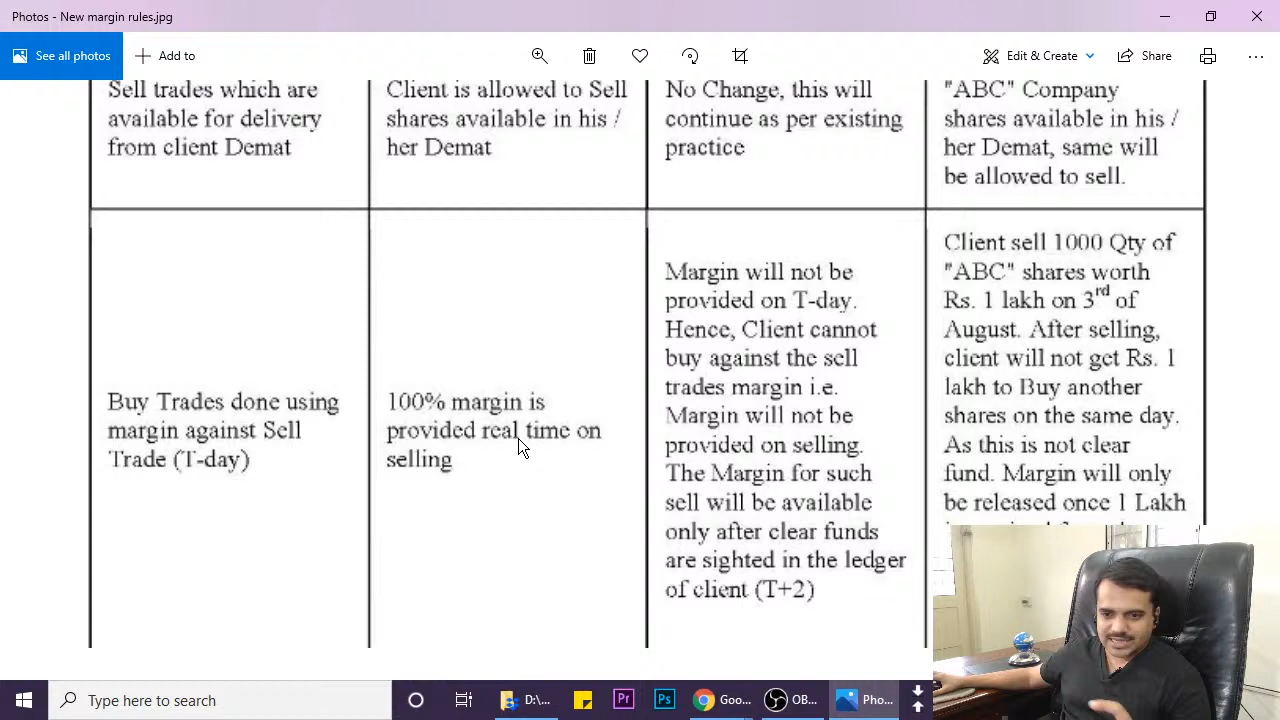 Photos - New margin rules.jpg
See all photos
Add to
Edit & Create
Share
Sell trades which are
available for delivery
from client Demat
Client is allowed to Sell
shares available in his /
her Demat
No Change, this will
continue as per existing
practice
"ABC" Company
shares available in his /
her Demat, same will
be allowed to sell.
Buy Trades done using
margin against Sell
Trade (T-day)
100% margin is
provided real time on
selling
Margin will not be
provided on T-day.
Hence, Client cannot
buy against the sell
trades margin i.e.
Margin will not be
provided on selling.
The Margin for such
sell will be available
only after clear funds
are sighted in the ledger
of client (T+2)
Client sell 1000 Qty of
"ABC" shares worth
Rs. 1 lakh on 3rd of
August. After selling,
client will not get Rs. 1
lakh to Buy another
shares on the same day.
As this is not clear
fund. Margin will only
be released once 1 Lakh
Type here to search
D:\...
Pr
Ps
Goo...
OB...
Pho...